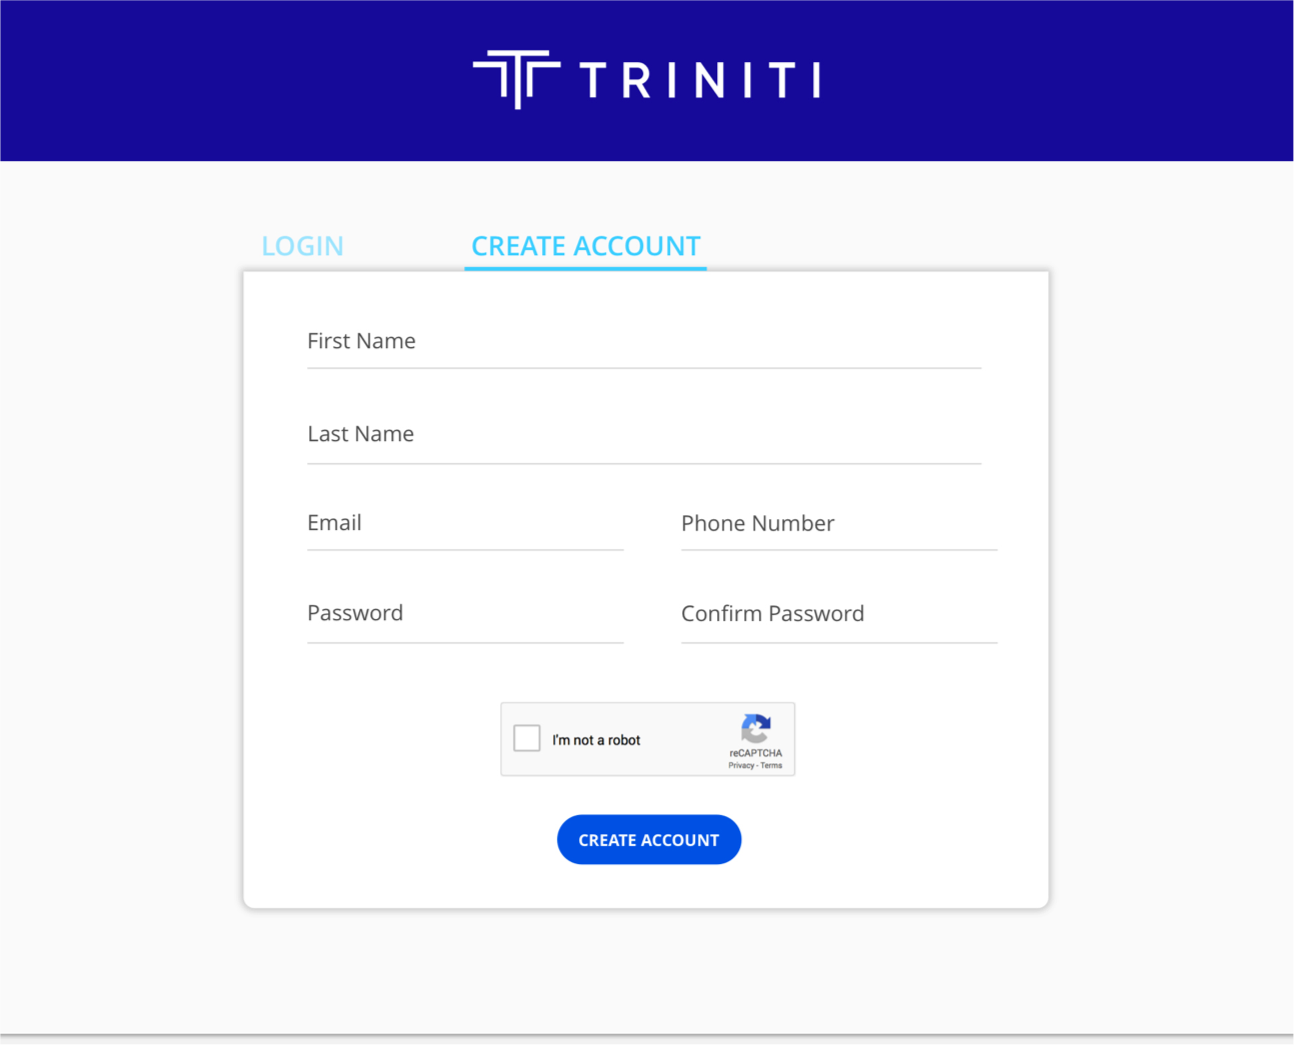 TRINITI
LOGIN CREATE ACCOUNT
First Name
Last Name
Email Phone Number
Password Confirm Password
I'm not a robot
reCAPTCHA
Privacy - Terms
CREATE ACCOUNT